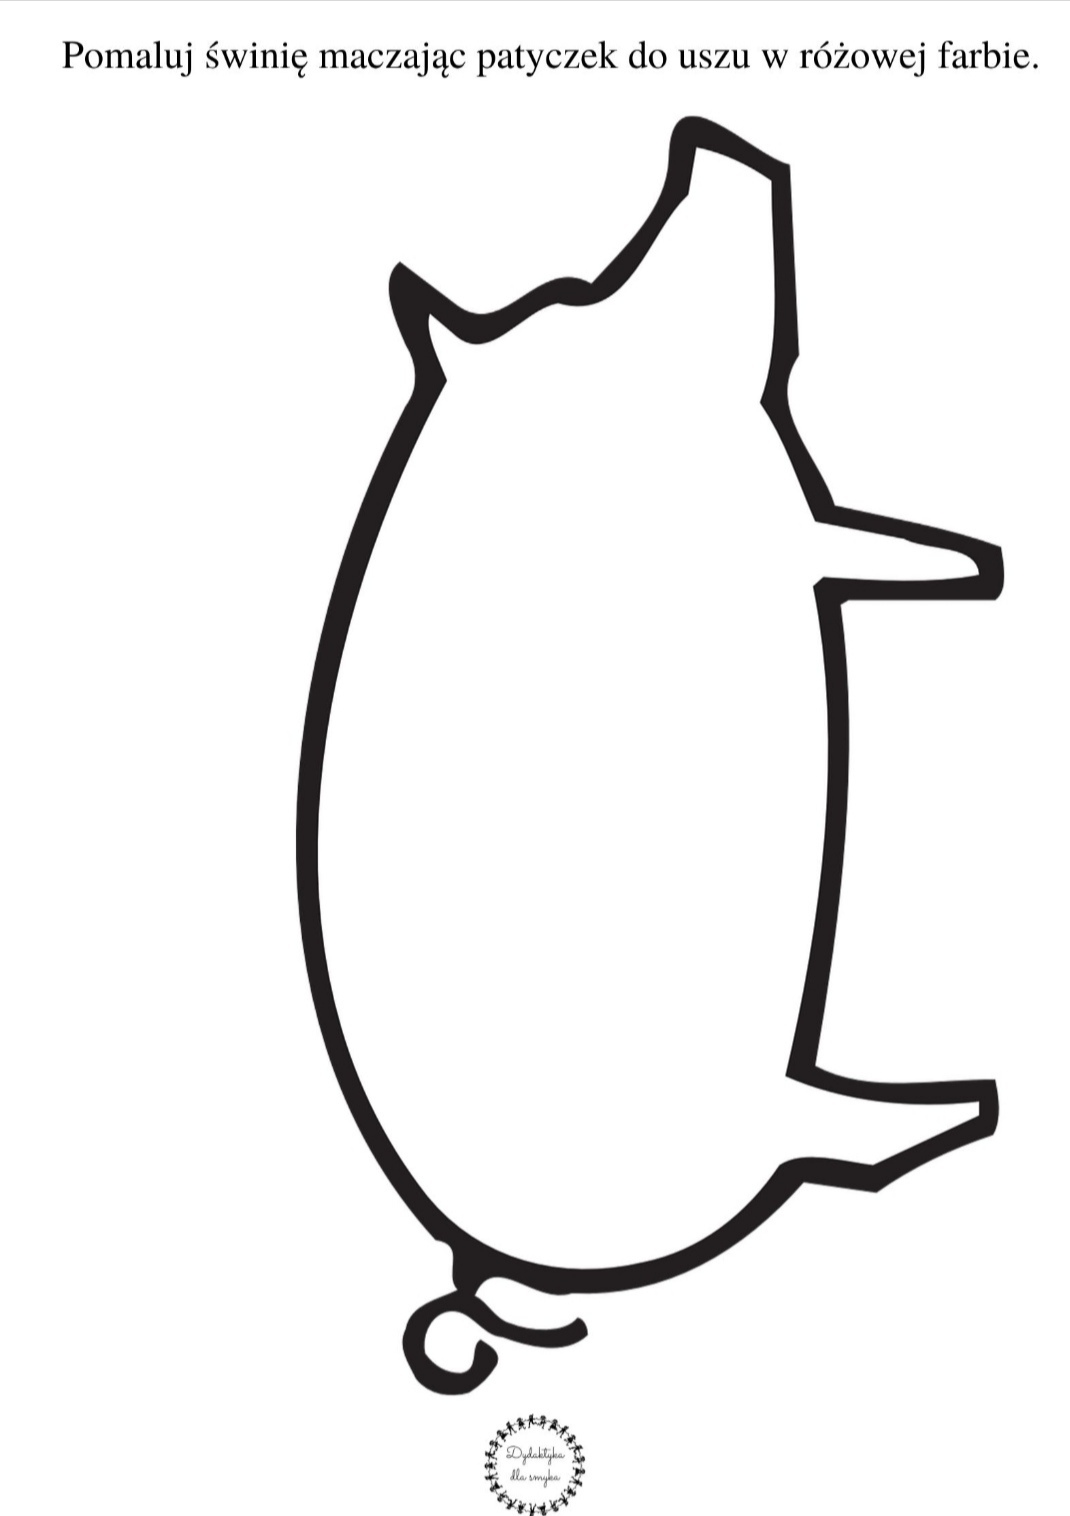 Pomaluj świnię maczając patyczek do uszu w różowej farbie.
Dydaktyka
dla smyka